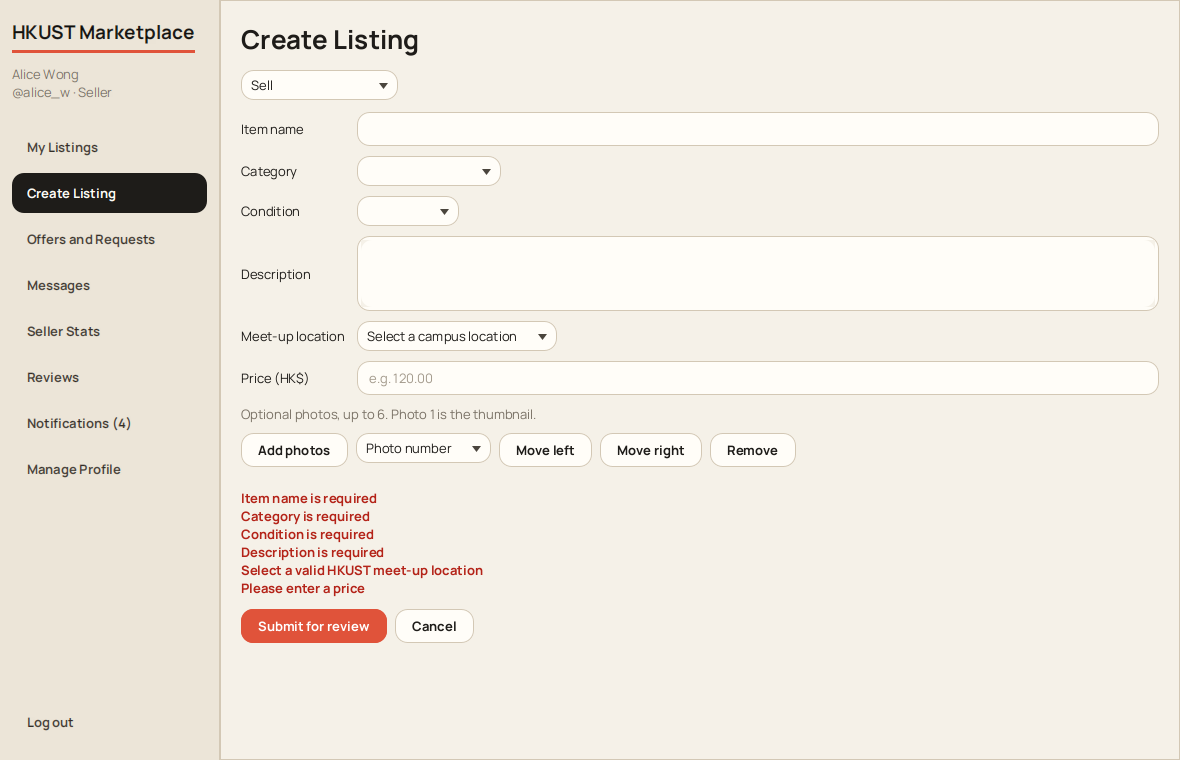 HKUST Marketplace
Alice Wong
@alice_w · Seller
My Listings
Create Listing
Offers and Requests
Messages
Seller Stats
Reviews
Notifications (4)
Manage Profile
Log out
Create Listing
Sell
Item name
Category
Condition
Description
Meet-up location
Select a campus location
Price (HK$)
e.g. 120.00
Optional photos, up to 6. Photo 1 is the thumbnail.
Add photos
Photo number
Move left
Move right
Remove
Item name is required
Category is required
Condition is required
Description is required
Select a valid HKUST meet-up location
Please enter a price
Submit for review
Cancel